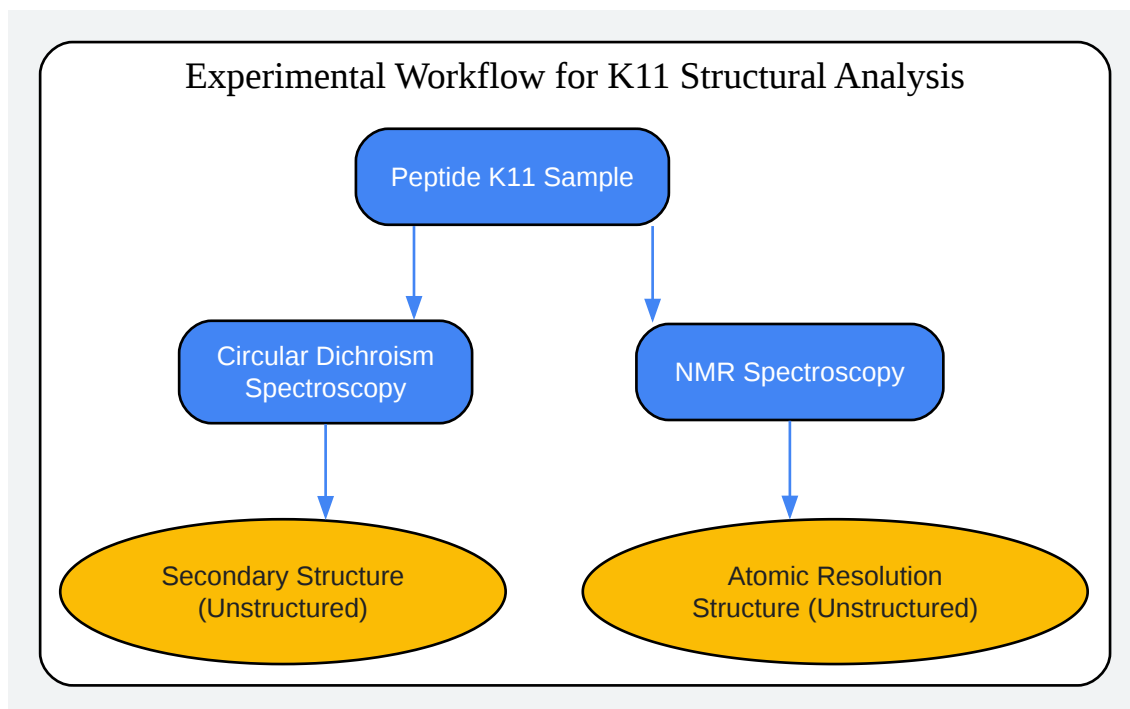 Experimental Workflow for K11 Structural Analysis
Peptide K11 Sample
Circular Dichroism
Spectroscopy
NMR Spectroscopy
Secondary Structure
(Unstructured)
Atomic Resolution
Structure (Unstructured)